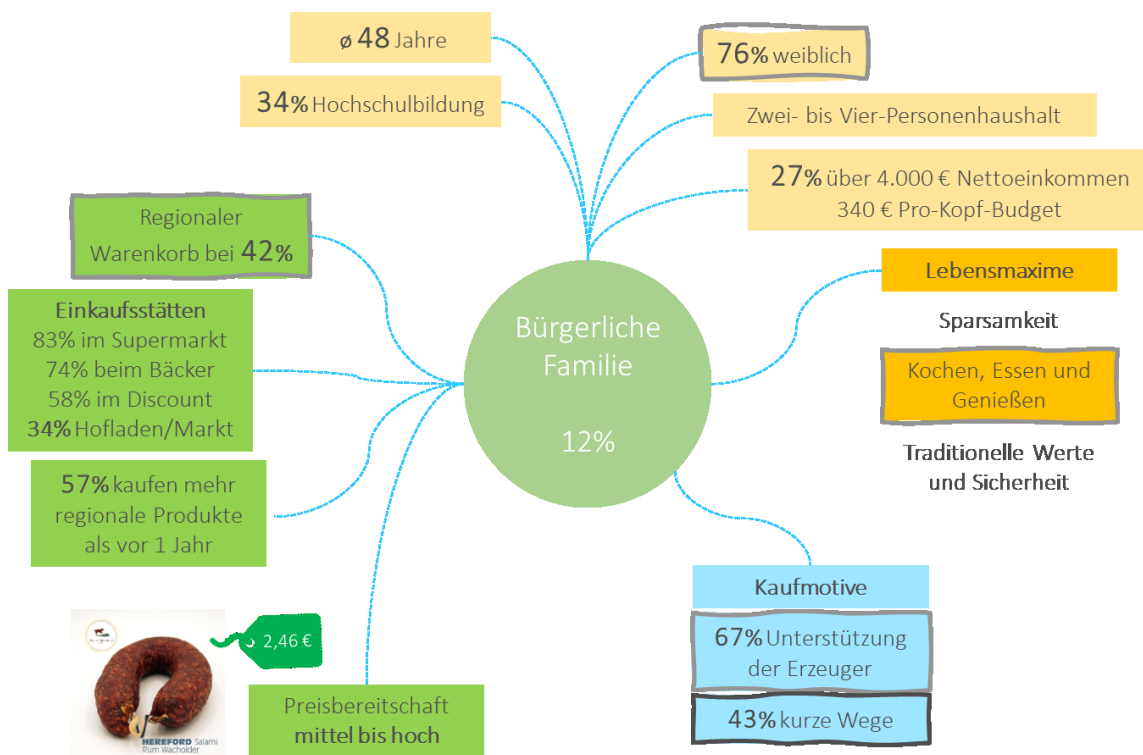 ø 48 Jahre
76% weiblich
34% Hochschulbildung
Zwei- bis Vier-Personenhaushalt
27% über 4.000 € Nettoeinkommen
340 € Pro-Kopf-Budget
Regionaler
Warenkorb bei 42%
Lebensmaxime
Sparsamkeit
Kochen, Essen und
Genießen
Traditionelle Werte
und Sicherheit
Bürgerliche
Familie
12%
Einkaufsstätten
83% im Supermarkt
74% beim Bäcker
58% im Discount
34% Hofladen/Markt
57% kaufen mehr
regionale Produkte
als vor 1 Jahr
Kaufmotive
67% Unterstützung
der Erzeuger
43% kurze Wege
2,46 €
HEREFORD Salami
Rum Wacholder
Preisbereitschaft
mittel bis hoch